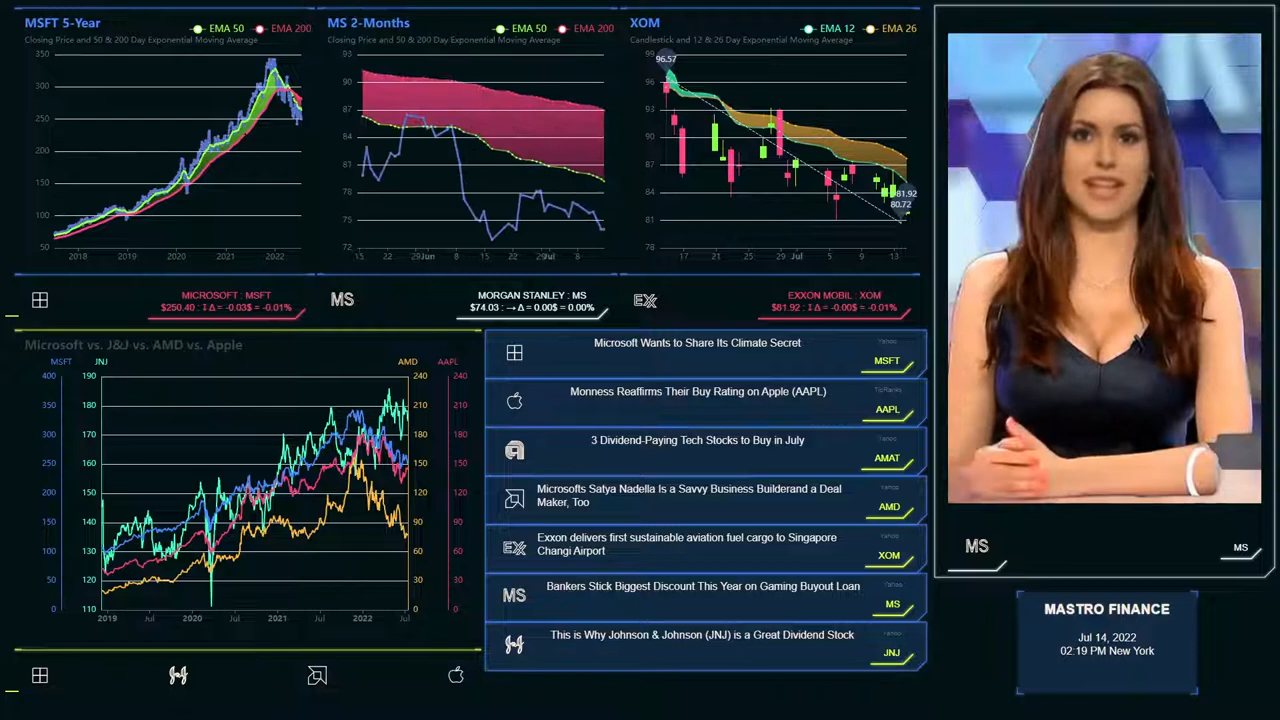 MSFT 5-Year
EMA 50 EMA 200
Closing Price and 50 & 200 Day Exponential Moving Average
350
300
250
200
150
100
50
2018 2019 2020 2021 2022
MS 2-Months
EMA 50 EMA 200
Closing Price and 50 & 200 Day Exponential Moving Average
93
90
87
84
81
78
75
72
15 22 29 Jun 8 15 22 29 Jul 8
XOM
EMA 12 EMA 26
Candlestick and 12 & 26 Day Exponential Moving Average
99
96
93
90
87
84
81
78
96.57
81.92
80.72
17 23 29 Jul 5 9 13
MICROSOFT : MSFT
$250.40 : ↧ Δ = -0.03$ = -0.01%
MS
MORGAN STANLEY : MS
$74.03 : → Δ = 0.00$ = 0.00%
EX
EXXON MOBIL : XOM
$81.92 : ↧ Δ = -0.00$ = -0.01%
Microsoft vs. J&J vs. AMD vs. Apple
MSFT JNJ AMD AAPL
400 190 240 240
350 180 210 210
300 170 180 180
250 160 150 150
200 150 120 120
150 140 90 90
100 130 60 60
50 120 30 30
0 110 0 0
2019 Jul 2020 Jul 2021 Jul 2022 Jul
Microsoft Wants to Share Its Climate Secret
Yahoo
MSFT
Monness Reaffirms Their Buy Rating on Apple (AAPL)
TipRanks
AAPL
3 Dividend-Paying Tech Stocks to Buy in July
Yahoo
AMAT
Microsofts Satya Nadella Is a Savvy Business Builderand a Deal
Maker, Too
Yahoo
AMD
EX
Exxon delivers first sustainable aviation fuel cargo to Singapore
Changi Airport
Yahoo
XOM
MS
Bankers Stick Biggest Discount This Year on Gaming Buyout Loan
Yahoo
MS
This is Why Johnson & Johnson (JNJ) is a Great Dividend Stock
Yahoo
JNJ
MS
MS
MASTRO FINANCE
Jul 14, 2022
02:19 PM New York